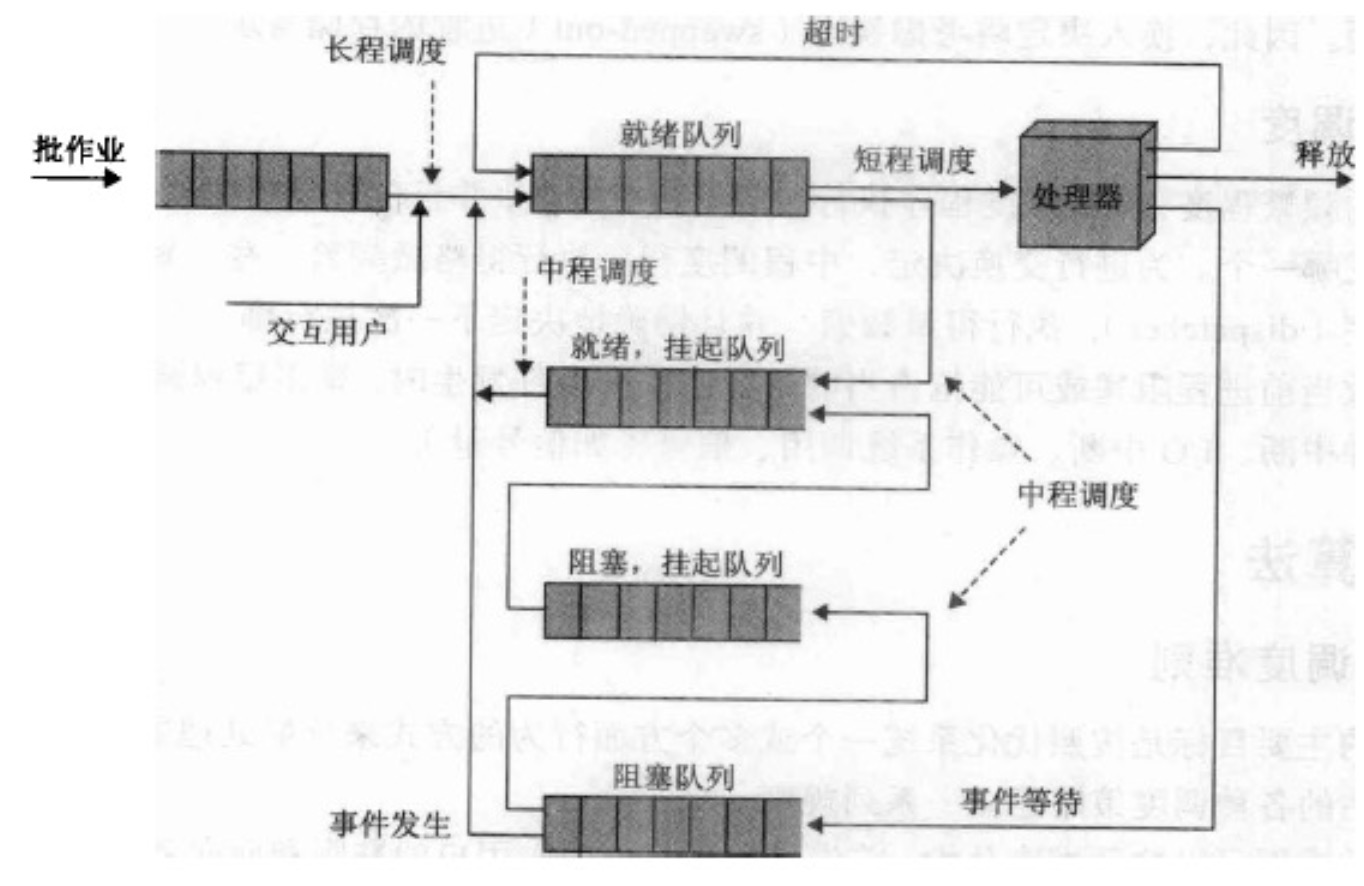 长程调度
超时
批作业
就绪队列
短程调度
处理器
释放
交互用户
中程调度
就绪，挂起队列
中程调度
阻塞，挂起队列
阻塞队列
事件发生
事件等待